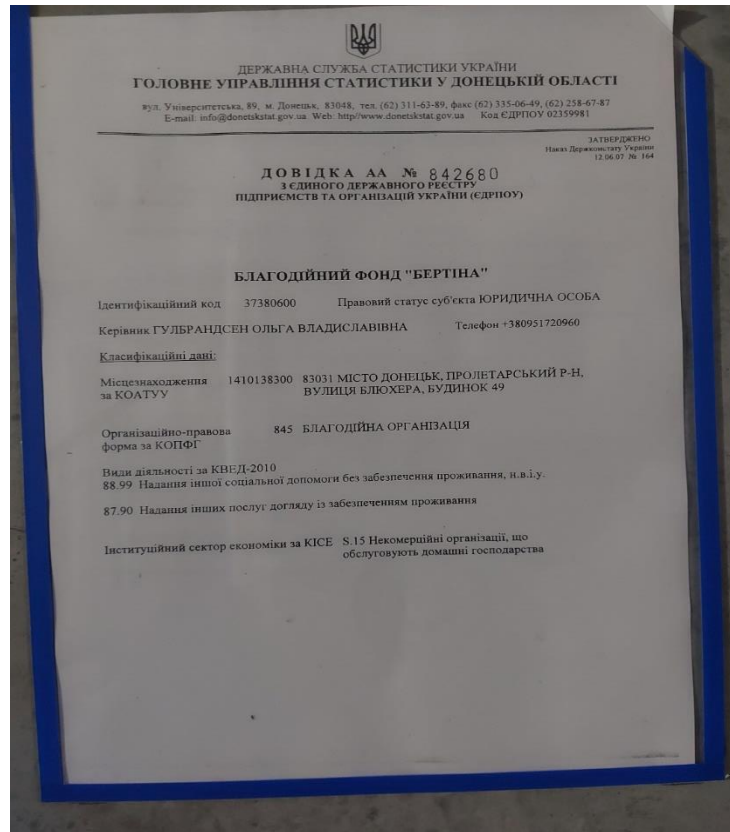 ДЕРЖАВНА СЛУЖБА СТАТИСТИКИ УКРАЇНИ
ГОЛОВНЕ УПРАВЛІННЯ СТАТИСТИКИ У ДОНЕЦЬКІЙ ОБЛАСТІ
вул. Університетська, 89, м. Донецьк, 83048, тел. (62) 311-63-89, факс (62) 335-06-49, (62) 258-67-87
E-mail: info@donetskstat.gov.ua Web: http//www.donetskstat.gov.ua Код ЄДРПОУ 02359981
ЗАТВЕРДЖЕНО
Наказ Держкомстату України
12.06.07 № 164
ДОВІДКА АА № 842680
З ЄДИНОГО ДЕРЖАВНОГО РЕЄСТРУ
ПІДПРИЄМСТВ ТА ОРГАНІЗАЦІЙ УКРАЇНИ (ЄДРПОУ)
БЛАГОДІЙНИЙ ФОНД "БЕРТІНА"
Ідентифікаційний код 37380600 Правовий статус суб'єкта ЮРИДИЧНА ОСОБА
Керівник ГУЛБРАНДСЕН ОЛЬГА ВЛАДИСЛАВІВНА Телефон +380951720960
Класифікаційні дані:
Місцезнаходження 1410138300 83031 МІСТО ДОНЕЦЬК, ПРОЛЕТАРСЬКИЙ Р-Н,
за КОАТУУ ВУЛИЦЯ БЛЮХЕРА, БУДИНОК 49
Організаційно-правова 845 БЛАГОДІЙНА ОРГАНІЗАЦІЯ
форма за КОПФГ
Види діяльності за КВЕД-2010
88.99 Надання іншої соціальної допомоги без забезпечення проживання, н.в.і.у.
87.90 Надання інших послуг догляду із забезпеченням проживання
Інституційний сектор економіки за КІСЕ S.15 Некомерційні організації, що
обслуговують домашні господарства